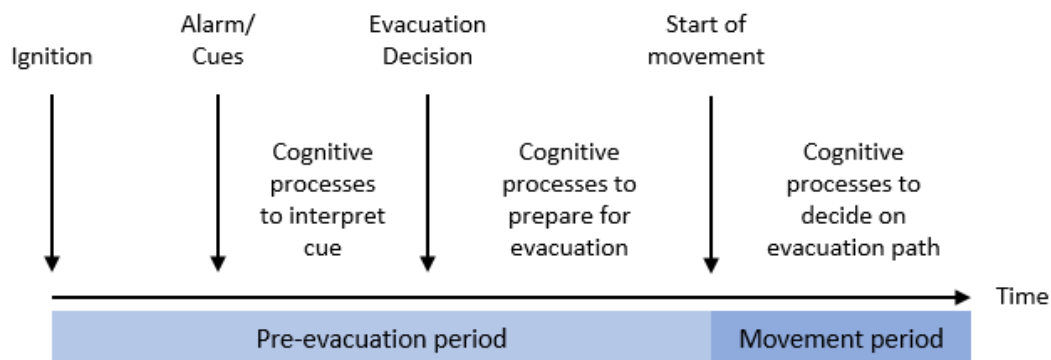 Ignition
Alarm/
Cues
Evacuation
Decision
Start of
movement
Cognitive
processes
to interpret
cue
Cognitive
processes to
prepare for
evacuation
Cognitive
processes to
decide on
evacuation path
Time
Pre-evacuation period
Movement period